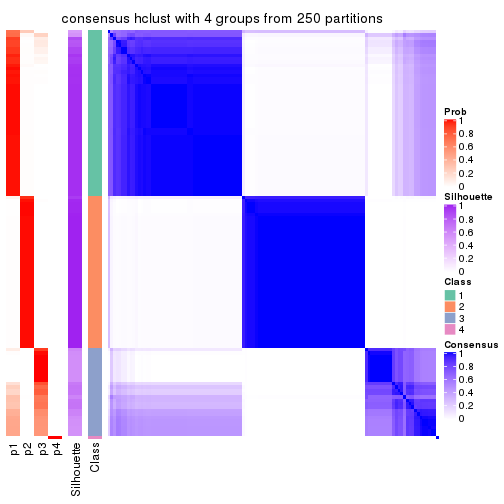 consensus hclust with 4 groups from 250 partitions
Prob
1
0.8
0.6
0.4
0.2
0
Silhouette
1
0.8
0.6
0.4
0.2
0
Class
1
2
3
4
Consensus
1
0.8
0.6
0.4
0.2
0
p1
p2
p3
p4
Silhouette
Class